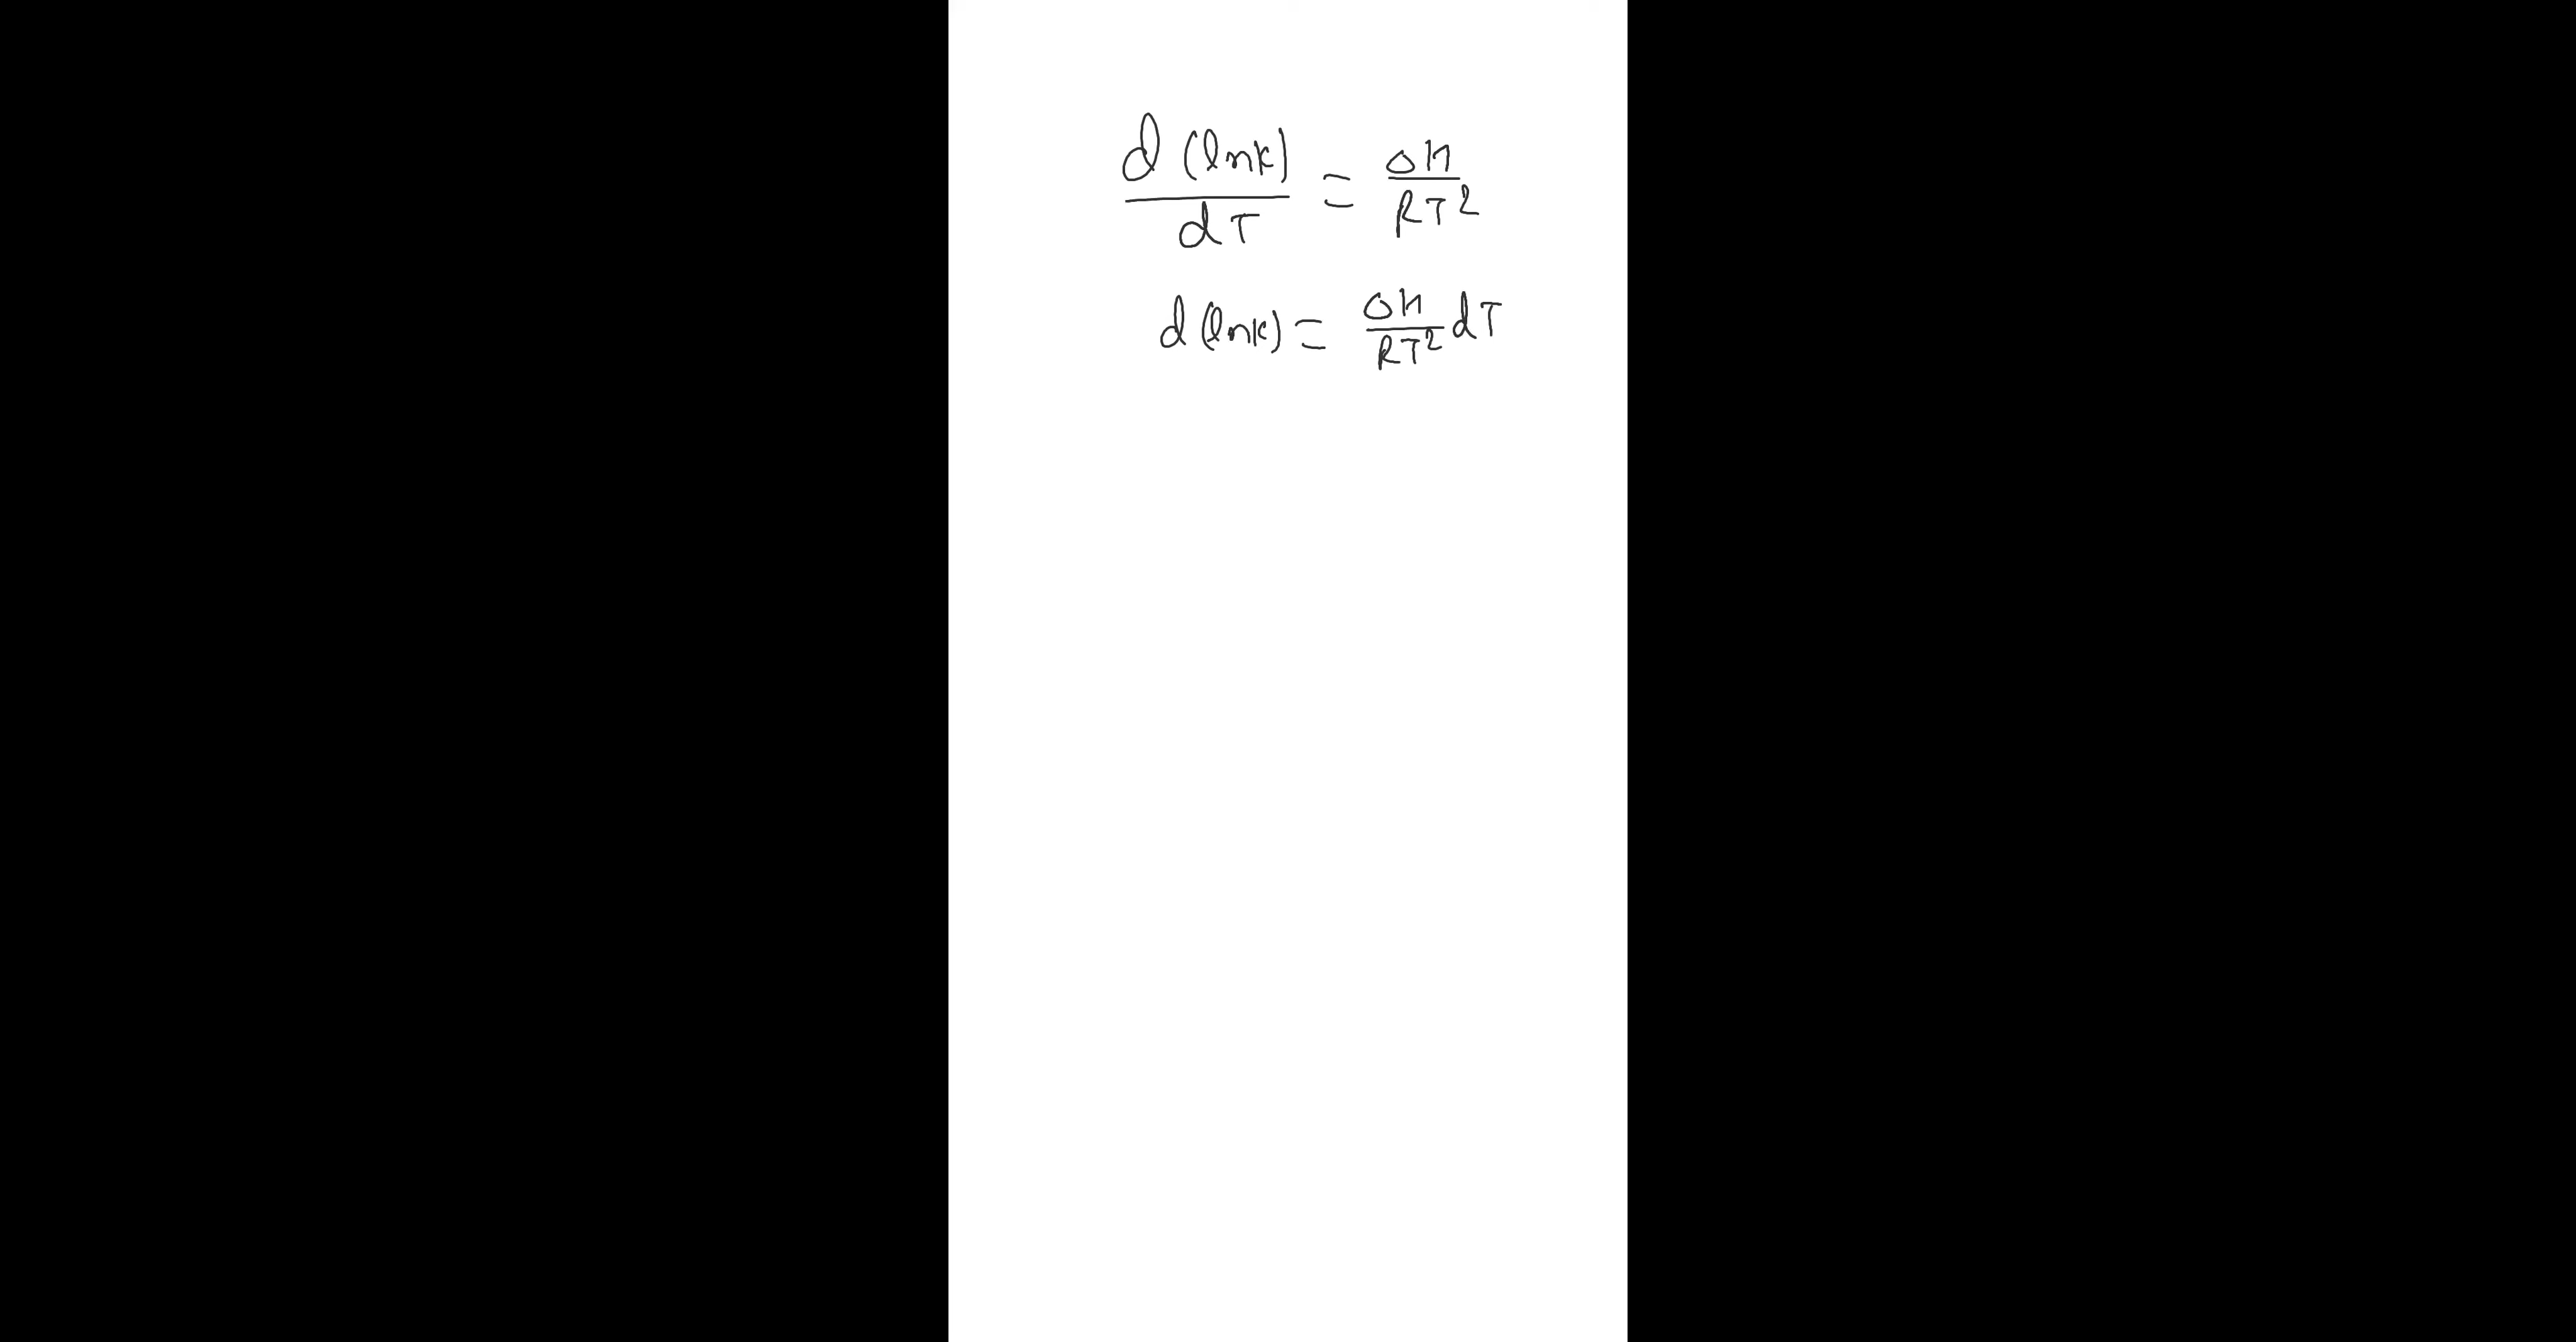 d(lnk)/dT = ΔH/RT²
d(lnk) = ΔH/RT² dT